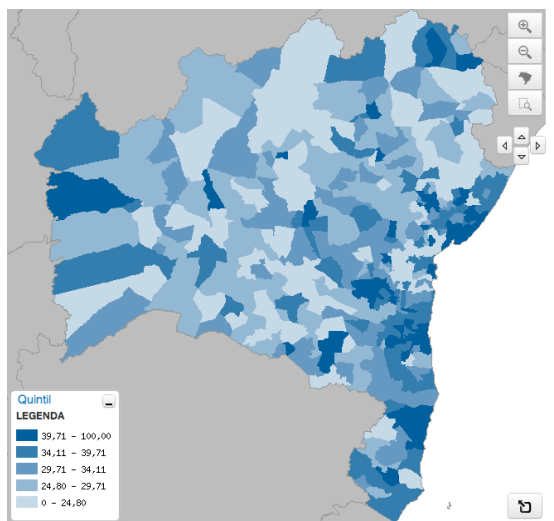 Quintil
LEGENDA
39,71 - 100,00
34,11 - 39,71
29,71 - 34,11
24,80 - 29,71
0 - 24,80